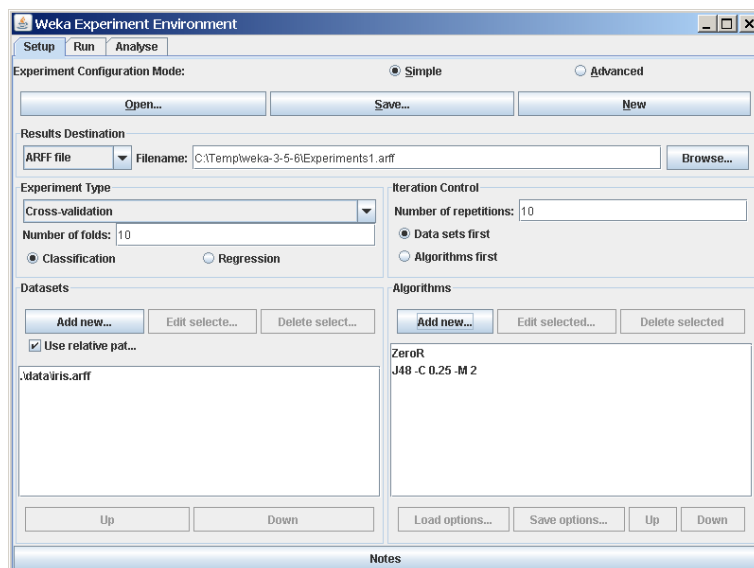 Weka Experiment Environment
Setup Run Analyse
Experiment Configuration Mode: Simple Advanced
Open... Save... New
Results Destination
ARFF file Filename: C:\Temp\weka-3-5-6\Experiments1.arff Browse...
Experiment Type
Cross-validation
Number of folds: 10
Classification Regression
Iteration Control
Number of repetitions: 10
Data sets first
Algorithms first
Datasets
Add new... Edit selecte... Delete select...
Use relative pat...
.\data\iris.arff
Up Down
Algorithms
Add new... Edit selected... Delete selected
ZeroR
J48 -C 0.25 -M 2
Load options... Save options... Up Down
Notes